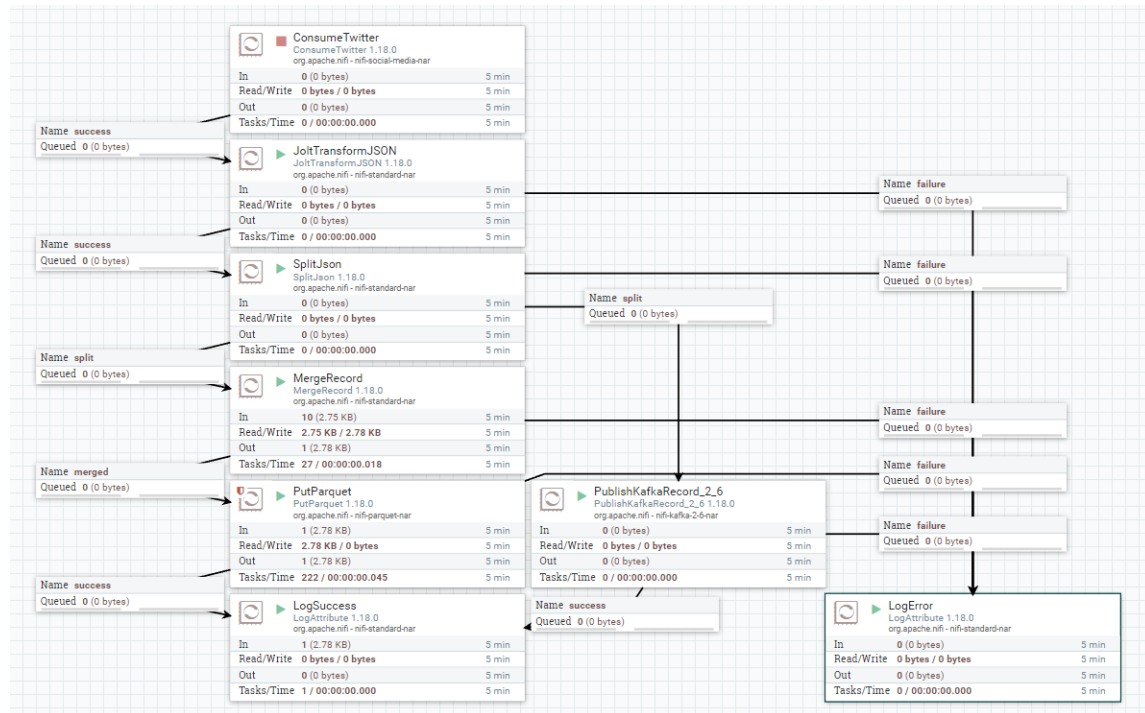 ConsumeTwitter
ConsumeTwitter 1.18.0
org.apache.nifi - nifi-social-media-nar
In 0 (0 bytes) 5 min
Read/Write 0 bytes / 0 bytes 5 min
Out 0 (0 bytes) 5 min
Tasks/Time 0 / 00:00:00.000 5 min
Name success
Queued 0 (0 bytes)
JoltTransformJSON
JoltTransformJSON 1.18.0
org.apache.nifi - nifi-standard-nar
In 0 (0 bytes) 5 min
Read/Write 0 bytes / 0 bytes 5 min
Out 0 (0 bytes) 5 min
Tasks/Time 0 / 00:00:00.000 5 min
Name failure
Queued 0 (0 bytes)
Name success
Queued 0 (0 bytes)
SplitJson
SplitJson 1.18.0
org.apache.nifi - nifi-standard-nar
In 0 (0 bytes) 5 min
Read/Write 0 bytes / 0 bytes 5 min
Out 0 (0 bytes) 5 min
Tasks/Time 0 / 00:00:00.000 5 min
Name failure
Queued 0 (0 bytes)
Name split
Queued 0 (0 bytes)
Name split
Queued 0 (0 bytes)
MergeRecord
MergeRecord 1.18.0
org.apache.nifi - nifi-standard-nar
In 10 (2.75 KB) 5 min
Read/Write 2.75 KB / 2.78 KB 5 min
Out 1 (2.78 KB) 5 min
Tasks/Time 27 / 00:00:00.018 5 min
Name failure
Queued 0 (0 bytes)
Name merged
Queued 0 (0 bytes)
Name failure
Queued 0 (0 bytes)
PutParquet
PutParquet 1.18.0
org.apache.nifi - nifi-parquet-nar
In 1 (2.78 KB) 5 min
Read/Write 2.78 KB / 0 bytes 5 min
Out 1 (2.78 KB) 5 min
Tasks/Time 222 / 00:00:00.045 5 min
PublishKafkaRecord_2_6
PublishKafkaRecord_2_6 1.18.0
org.apache.nifi - nifi-kafka-2-6-nar
In 0 (0 bytes) 5 min
Read/Write 0 bytes / 0 bytes 5 min
Out 0 (0 bytes) 5 min
Tasks/Time 0 / 00:00:00.000 5 min
Name failure
Queued 0 (0 bytes)
Name success
Queued 0 (0 bytes)
LogSuccess
LogAttribute 1.18.0
org.apache.nifi - nifi-standard-nar
In 1 (2.78 KB) 5 min
Read/Write 0 bytes / 0 bytes 5 min
Out 0 (0 bytes) 5 min
Tasks/Time 1 / 00:00:00.000 5 min
Name success
Queued 0 (0 bytes)
LogError
LogAttribute 1.18.0
org.apache.nifi - nifi-standard-nar
In 0 (0 bytes) 5 min
Read/Write 0 bytes / 0 bytes 5 min
Out 0 (0 bytes) 5 min
Tasks/Time 0 / 00:00:00.000 5 min